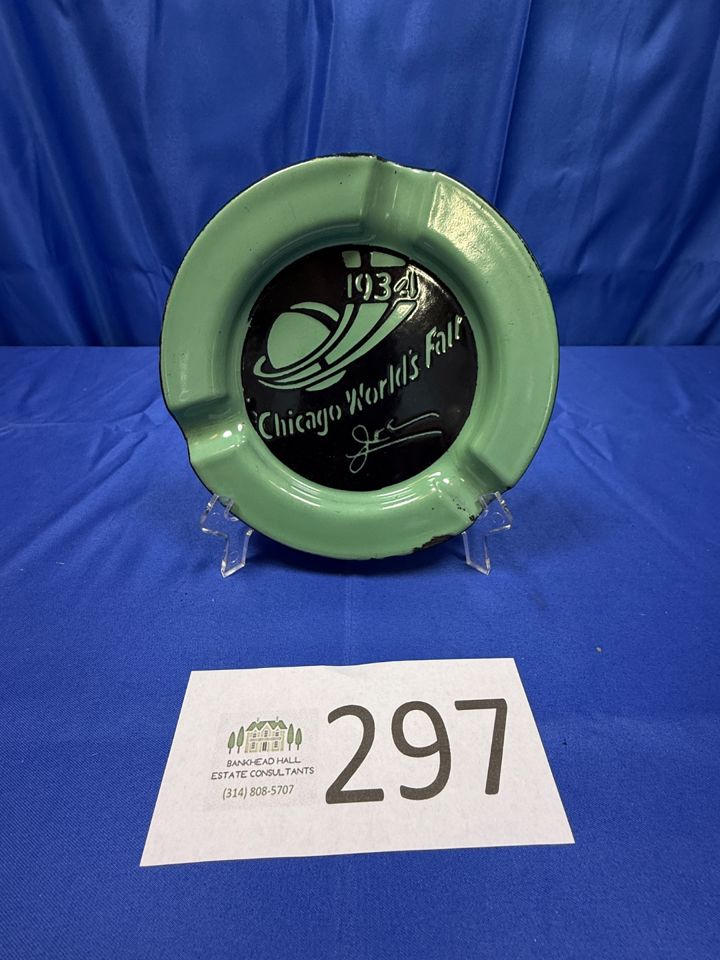 1934
Chicago World's Fair
BANKHEAD HALL
ESTATE CONSULTANTS
(314) 808-5707
297